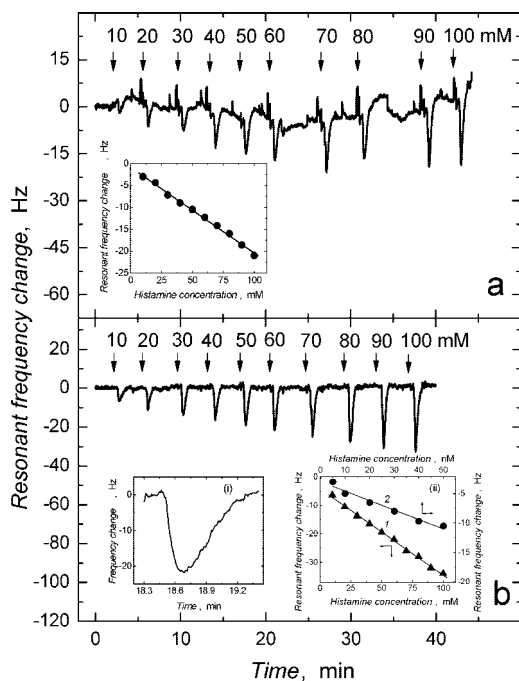 10 20 30 40 50 60 70 80 90 100 mM
15
0
-15
-30
-45
-60
Resonant frequency change, Hz
0
-5
-10
-15
-20
-25
0 25 50 75 100
Histamine concentration, mM
Resonant frequency change, Hz
a
10 20 30 40 50 60 70 80 90 100 mM
20
0
-20
-40
-60
-80
-100
-120
(i)
0
-10
-20
Frequency change, Hz
18.3 18.6 18.9 19.2
Time, min
Histamine concentration, nM
0 10 20 30 40 50
(ii)
0
-10
-20
-30
2
1
-5
-10
-15
-20
Resonant frequency change, Hz
Resonant frequency change, Hz
0 25 50 75 100
Histamine concentration, mM
b
0 10 20 30 40
Time, min